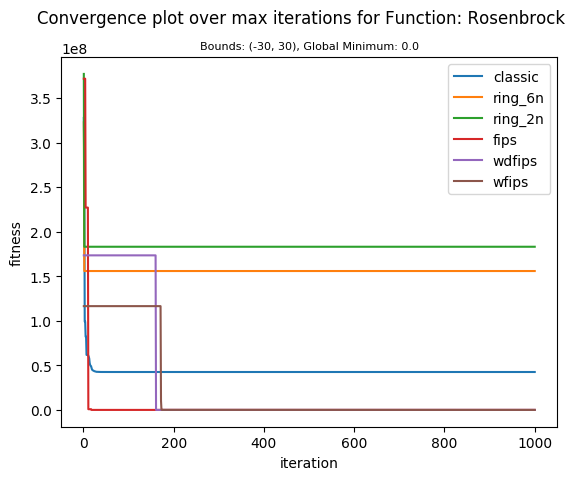 Convergence plot over max iterations for Function: Rosenbrock
Bounds: (-30, 30), Global Minimum: 0.0
1e8
classic
ring_6n
ring_2n
fips
wdfips
wfips
3.5
3.0
2.5
2.0
1.5
1.0
0.5
0.0
fitness
0 200 400 600 800 1000
iteration